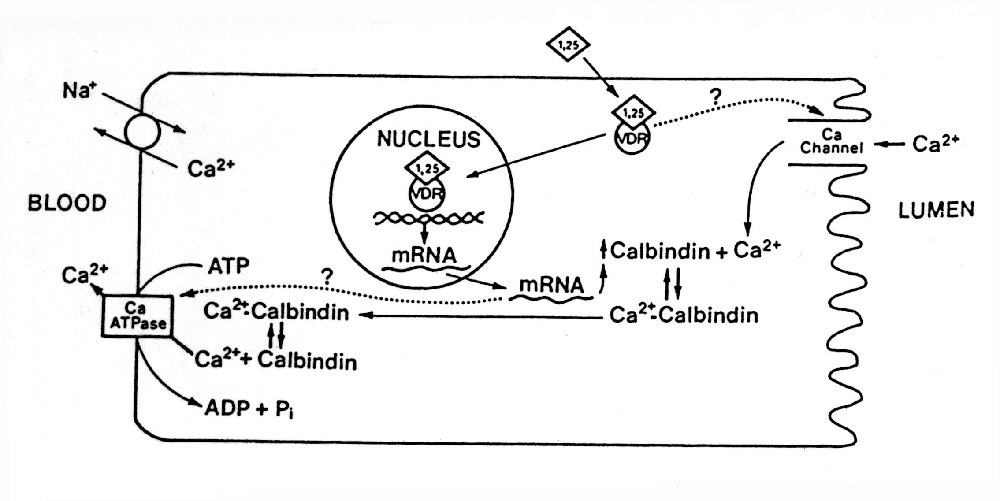 1,25
Na⁺
?
1,25
VDR
NUCLEUS
Ca
Channel
Ca²⁺
Ca²⁺
1,25
VDR
BLOOD
LUMEN
mRNA
Calbindin + Ca²⁺
ATP
Ca²⁺
?
mRNA
Ca
ATPase
Ca²⁺-Calbindin
Ca²⁺-Calbindin
Ca²⁺+ Calbindin
ADP + Pᵢ